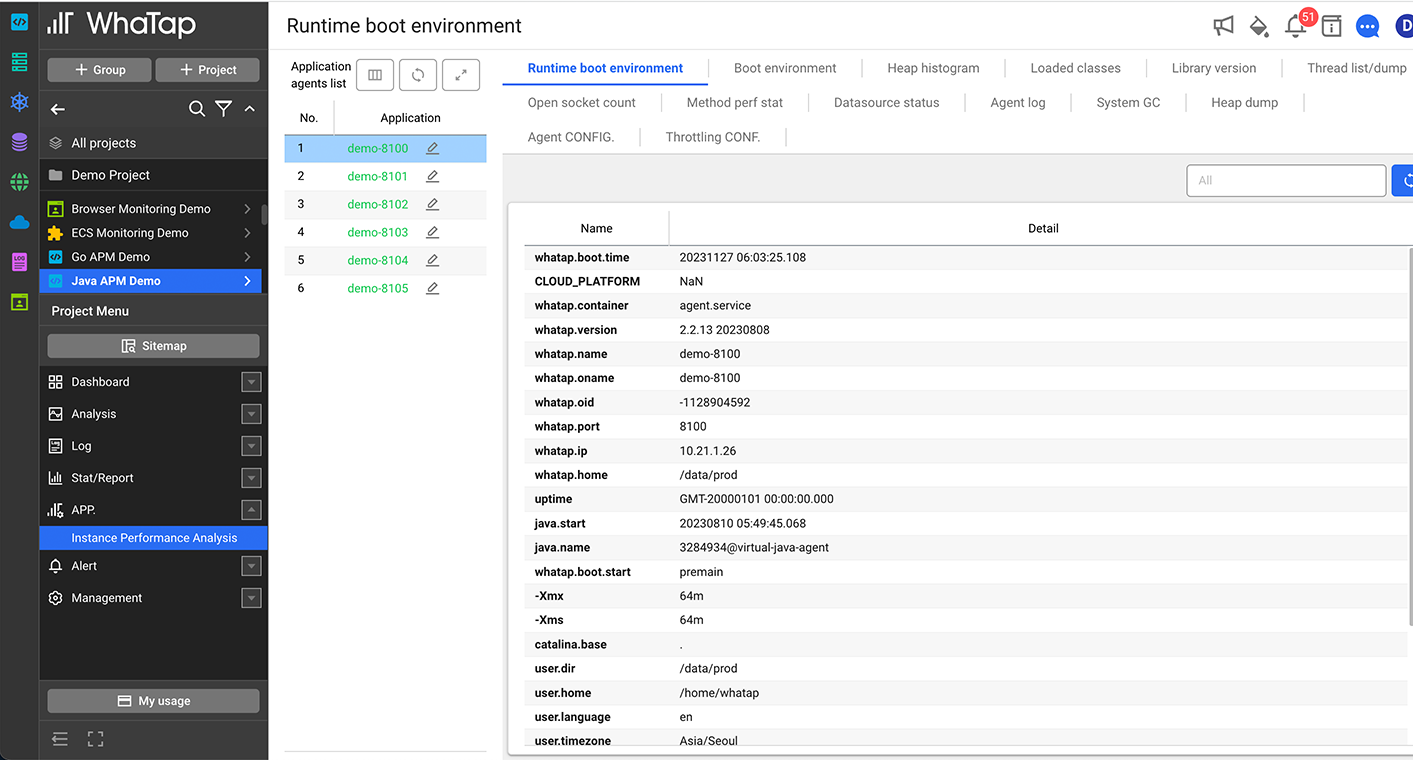 WhaTap
Group
Project
All projects
Demo Project
Browser Monitoring Demo
ECS Monitoring Demo
Go APM Demo
Java APM Demo
Project Menu
Sitemap
Dashboard
Analysis
Log
Stat/Report
APP.
Instance Performance Analysis
Alert
Management
My usage
LOG
Runtime boot environment
51
D
Application
agents list
No. Application
1 demo-8100
2 demo-8101
3 demo-8102
4 demo-8103
5 demo-8104
6 demo-8105
Runtime boot environment Boot environment Heap histogram Loaded classes Library version Thread list/dump
Open socket count Method perf stat Datasource status Agent log System GC Heap dump
Agent CONFIG. Throttling CONF.
All
Name Detail
whatap.boot.time 20231127 06:03:25.108
CLOUD_PLATFORM NaN
whatap.container agent.service
whatap.version 2.2.13 20230808
whatap.name demo-8100
whatap.oname demo-8100
whatap.oid -1128904592
whatap.port 8100
whatap.ip 10.21.1.26
whatap.home /data/prod
uptime GMT-20000101 00:00:00.000
java.start 20230810 05:49:45.068
java.name 3284934@virtual-java-agent
whatap.boot.start premain
-Xmx 64m
-Xms 64m
catalina.base .
user.dir /data/prod
user.home /home/whatap
user.language en
user.timezone Asia/Seoul